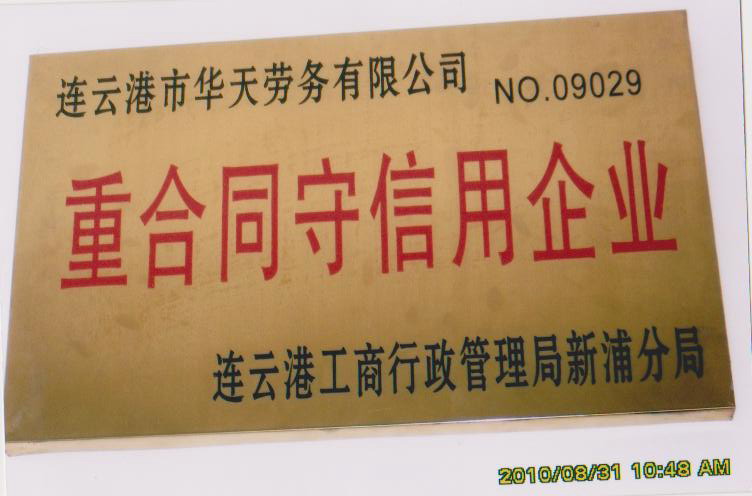 连云港市华天劳务有限公司 NO.09029
重合同守信用企业
连云港工商行政管理局新浦分局
2010/08/31 10:48 AM